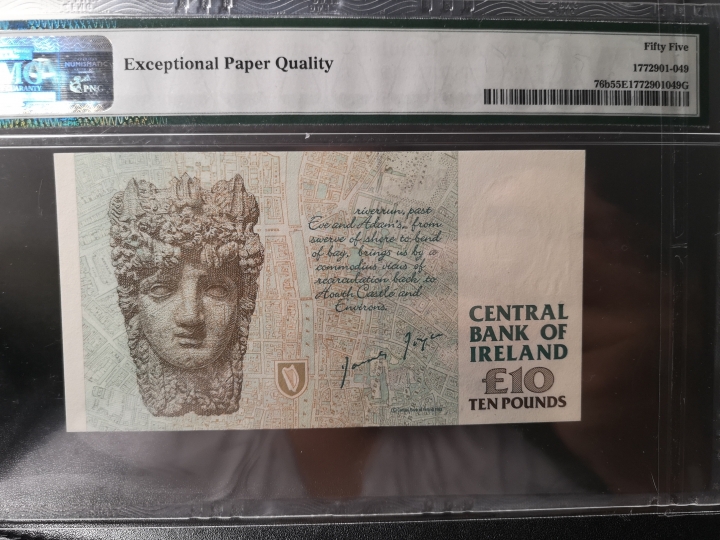 Exceptional Paper Quality
Fifty Five
1772901-049
76b55E1772901049G
NUMISMATIC
PNG
riverrun, past
Eve and Adam's, from
swerve of shore to bend
of bay, brings us by a
commodius vicus of
recirculation back to
Howth Castle and
Environs.
James Joyce
CENTRAL
BANK OF
IRELAND
£10
TEN POUNDS